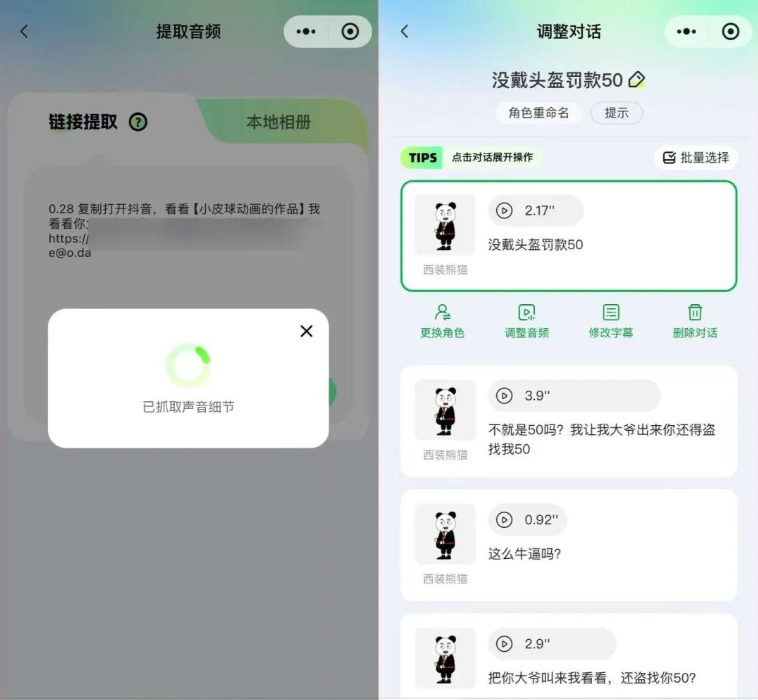 提取音频
链接提取 ?
本地相册
0.28 复制打开抖音，看看【小皮球动画的作品】我
看看你
https:/
e@o.da
已抓取声音细节
调整对话
没戴头盔罚款50
角色重命名 提示
TIPS 点击对话展开操作 批量选择
2.17''
没戴头盔罚款50
西装熊猫
更换角色 调整音频 修改字幕 删除对话
3.9''
不就是50吗？我让我大爷出来你还得盗
找我50
西装熊猫
0.92''
这么牛逼吗?
西装熊猫
2.9''
把你大爷叫来我看看，还盗找你50?